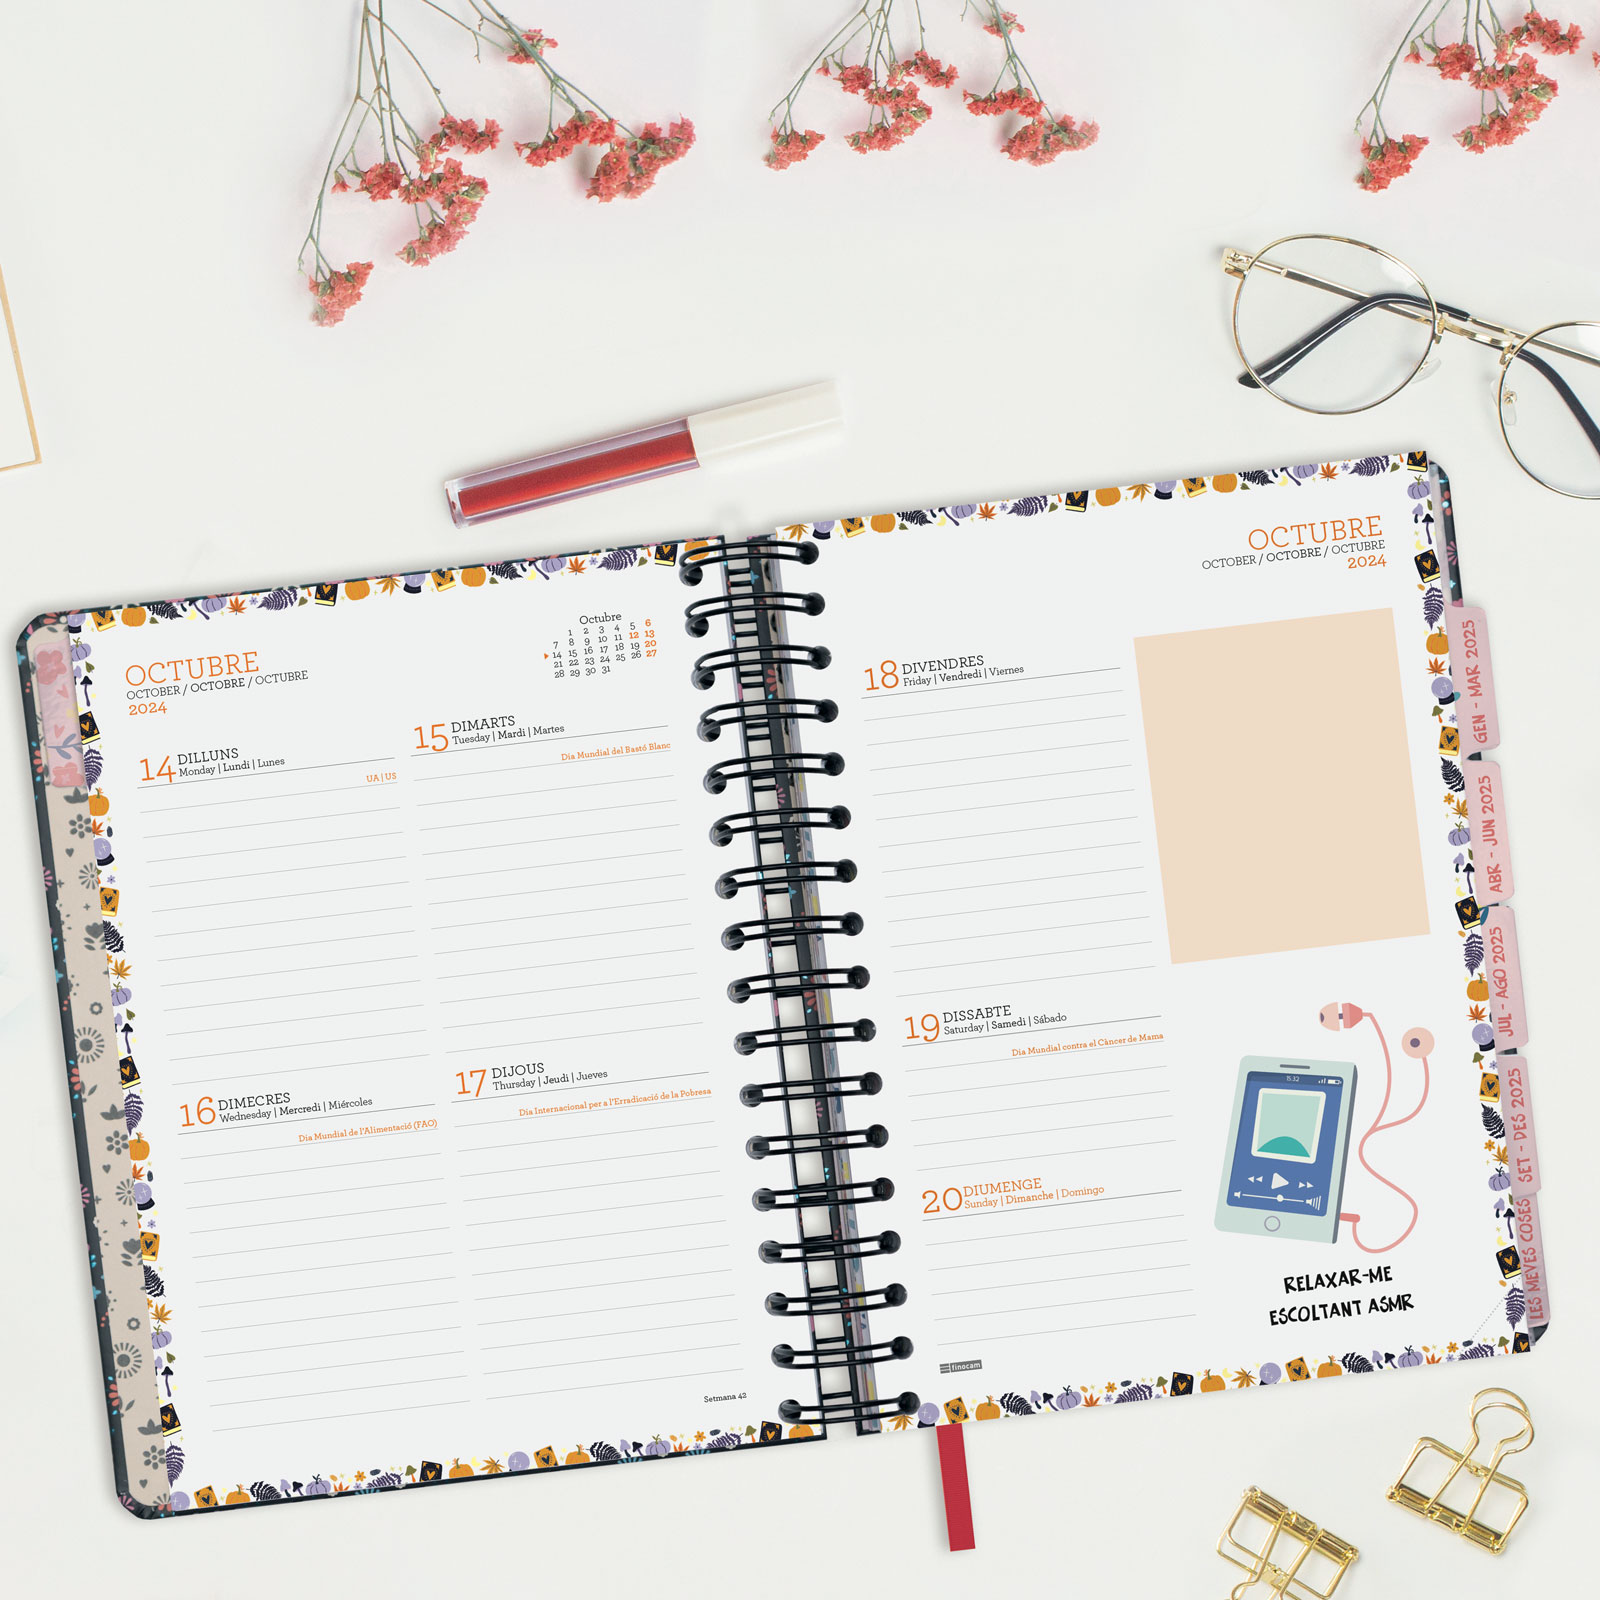 OCTUBRE
OCTOBER / OCTOBRE / OCTUBRE
2024
Octubre
1 2 3 4 5 6
7 8 9 10 11 12 13
14 15 16 17 18 19 20
21 22 23 24 25 26 27
28 29 30 31
14 DILLUNS
Monday | Lundi | Lunes
UA | US
15 DIMARTS
Tuesday | Mardi | Martes
Dia Mundial del Bastó Blanc
16 DIMECRES
Wednesday | Mercredi | Miércoles
Dia Mundial de l'Alimentació (FAO)
17 DIJOUS
Thursday | Jeudi | Jueves
Dia Internacional per a l'Erradicació de la Pobresa
Setmana 42
OCTUBRE
OCTOBER / OCTOBRE / OCTUBRE
2024
18 DIVENDRES
Friday | Vendredi | Viernes
19 DISSABTE
Saturday | Samedi | Sábado
Dia Mundial contra el Càncer de Mama
20 DIUMENGE
Sunday | Dimanche | Domingo
15:32
RELAXAR-ME
ESCOLTANT ASMR
finocam
GEN - MAR 2025
ABR - JUN 2025
JUL - AGO 2025
SET - DES 2025
LES MEVES COSES